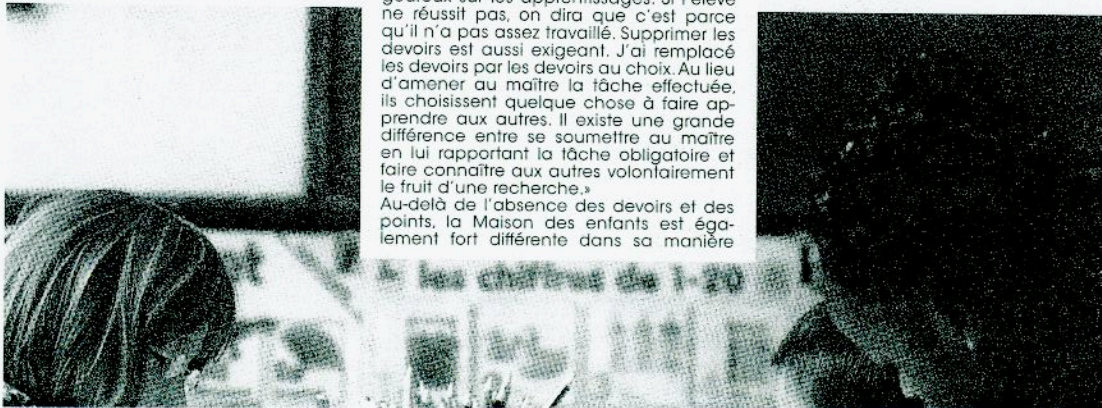 sur les apprentissages. Si l'élève
ne réussit pas, on dira que c'est parce
qu'il n'a pas assez travaillé. Supprimer les
devoirs est aussi exigeant. J'ai remplacé
les devoirs par les devoirs au choix. Au lieu
d'amener au maître la tâche effectuée,
ils choisissent quelque chose à faire ap-
prendre aux autres. Il existe une grande
différence entre se soumettre au maître
en lui rapportant la tâche obligatoire et
faire connaître aux autres volontairement
le fruit d'une recherche.»
Au-delà de l'absence des devoirs et des
points, la Maison des enfants est éga-
lement fort différente dans sa manière
les chiffres de 1-20